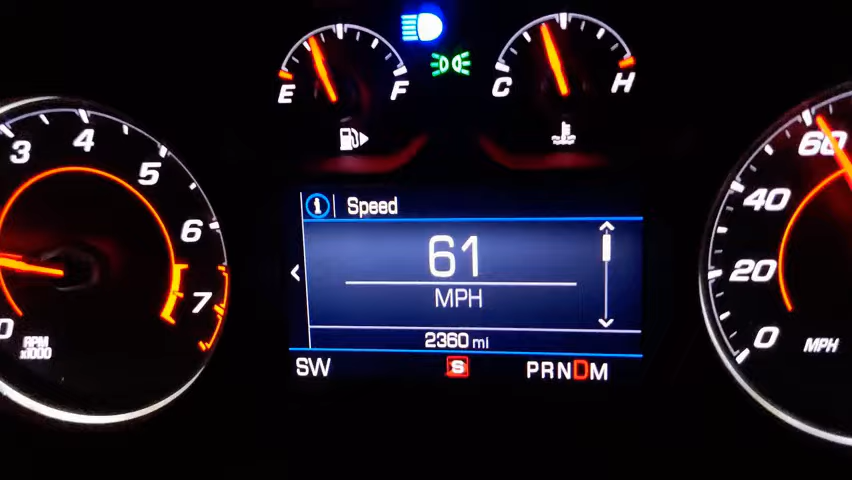 E F
C H
3 4 5 6 7 0
RPM
x1000
i Speed
61
MPH
2360 mi
SW S PRNDM
60
40
20
0
MPH